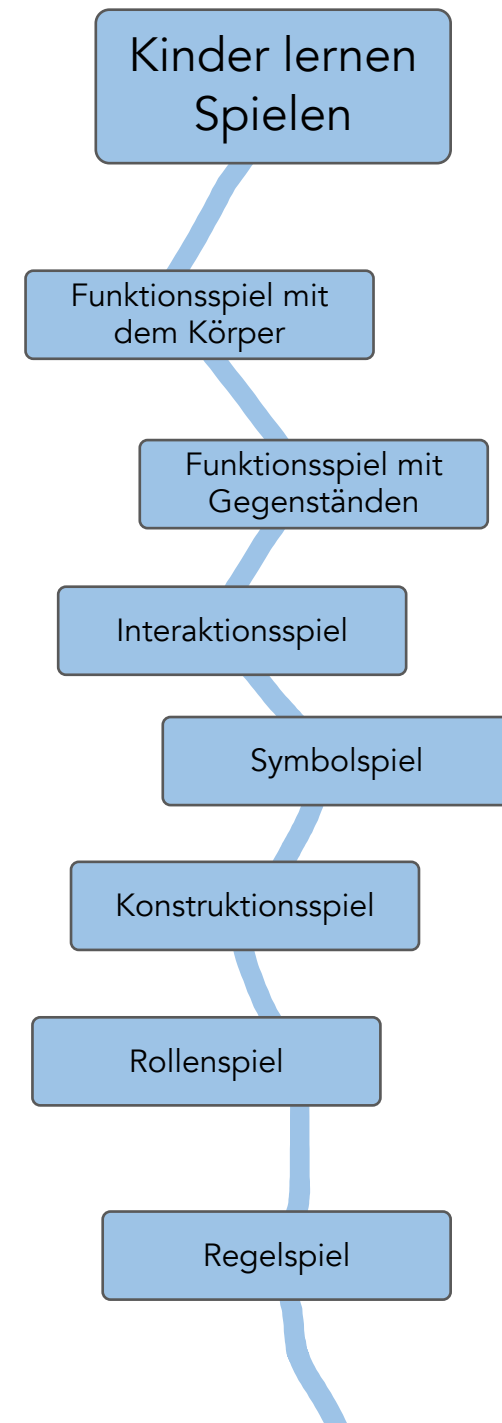 Kinder lernen
Spielen
Funktionsspiel mit
dem Körper
Funktionsspiel mit
Gegenständen
Interaktionsspiel
Symbolspiel
Konstruktionsspiel
Rollenspiel
Regelspiel